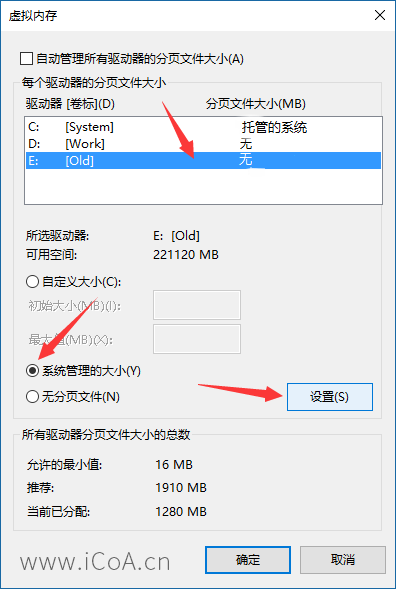 虚拟内存
自动管理所有驱动器的分页文件大小(A)
每个驱动器的分页文件大小
驱动器 [卷标](D) 分页文件大小(MB)
C: [System] 托管的系统
D: [Work] 无
E: [Old] 无
所选驱动器: E: [Old]
可用空间: 221120 MB
自定义大小(C):
初始大小(MB)(I):
最大值(MB)(X):
系统管理的大小(Y)
无分页文件(N)
设置(S)
所有驱动器分页文件大小的总数
允许的最小值: 16 MB
推荐: 1910 MB
当前已分配: 1280 MB
www.iCoA.cn
确定
取消